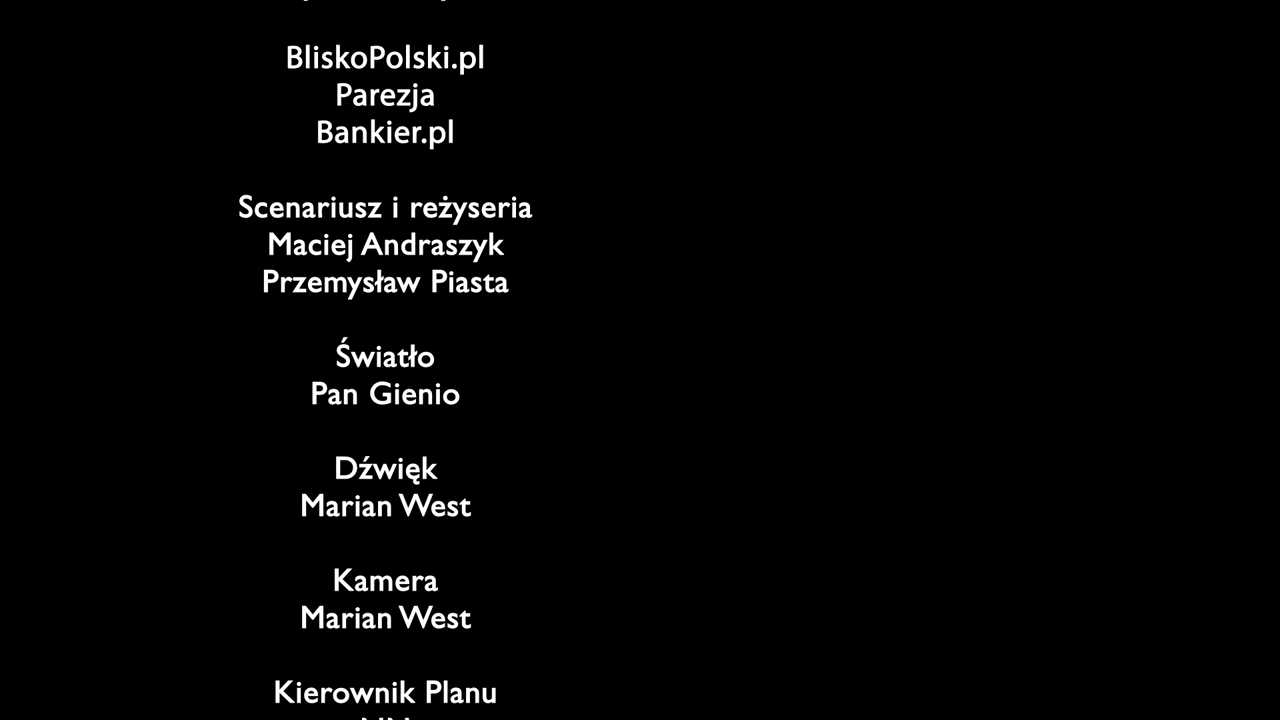 BliskoPolski.pl
Parezja
Bankier.pl
Scenariusz i reżyseria
Maciej Andraszyk
Przemysław Piasta
Światło
Pan Gienio
Dźwięk
Marian West
Kamera
Marian West
Kierownik Planu